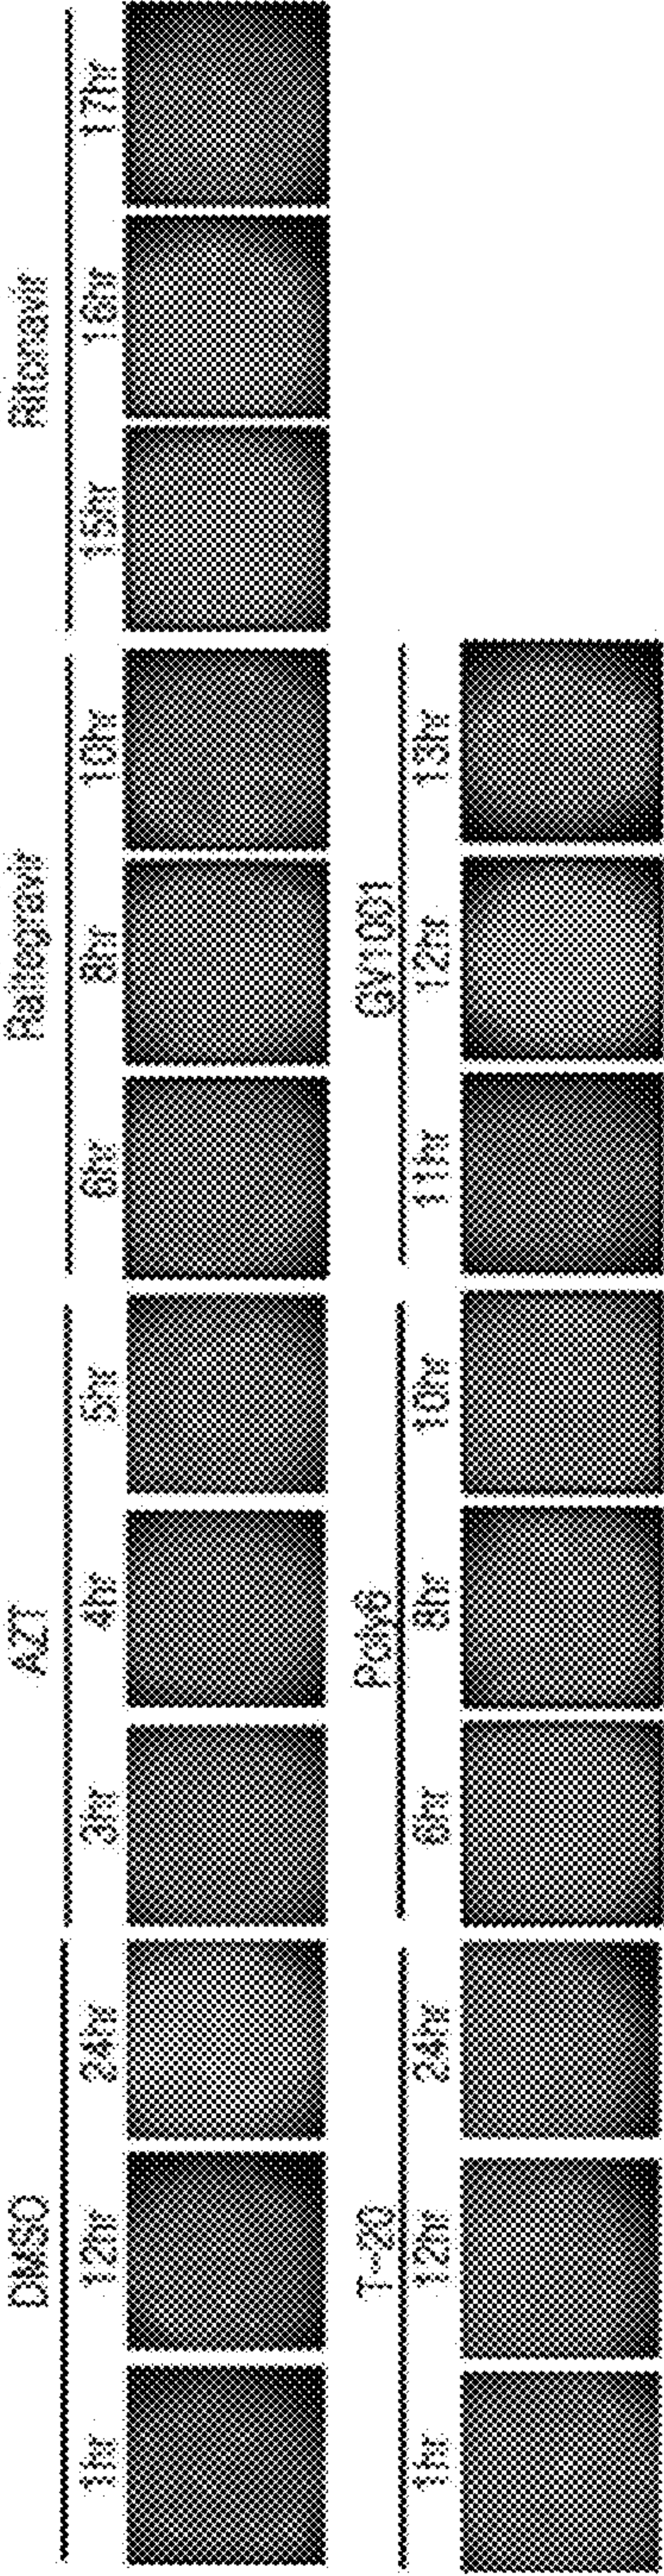 DMSO AZT Raltegravir Ritonavir
1hr 12hr 24hr 3hr 4hr 5hr 6hr 8hr 10hr 15hr 16hr 17hr
T-20 Poly6 GV1001
1hr 12hr 24hr 6hr 8hr 10hr 11hr 12hr 13hr